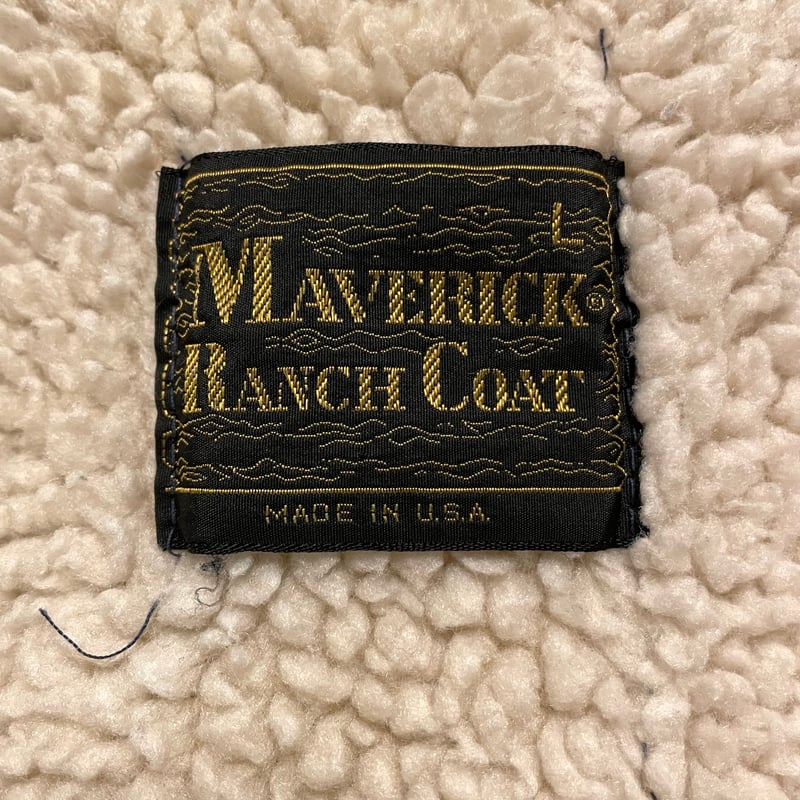 L
MAVERICK®
RANCH COAT
MADE IN U.S.A.